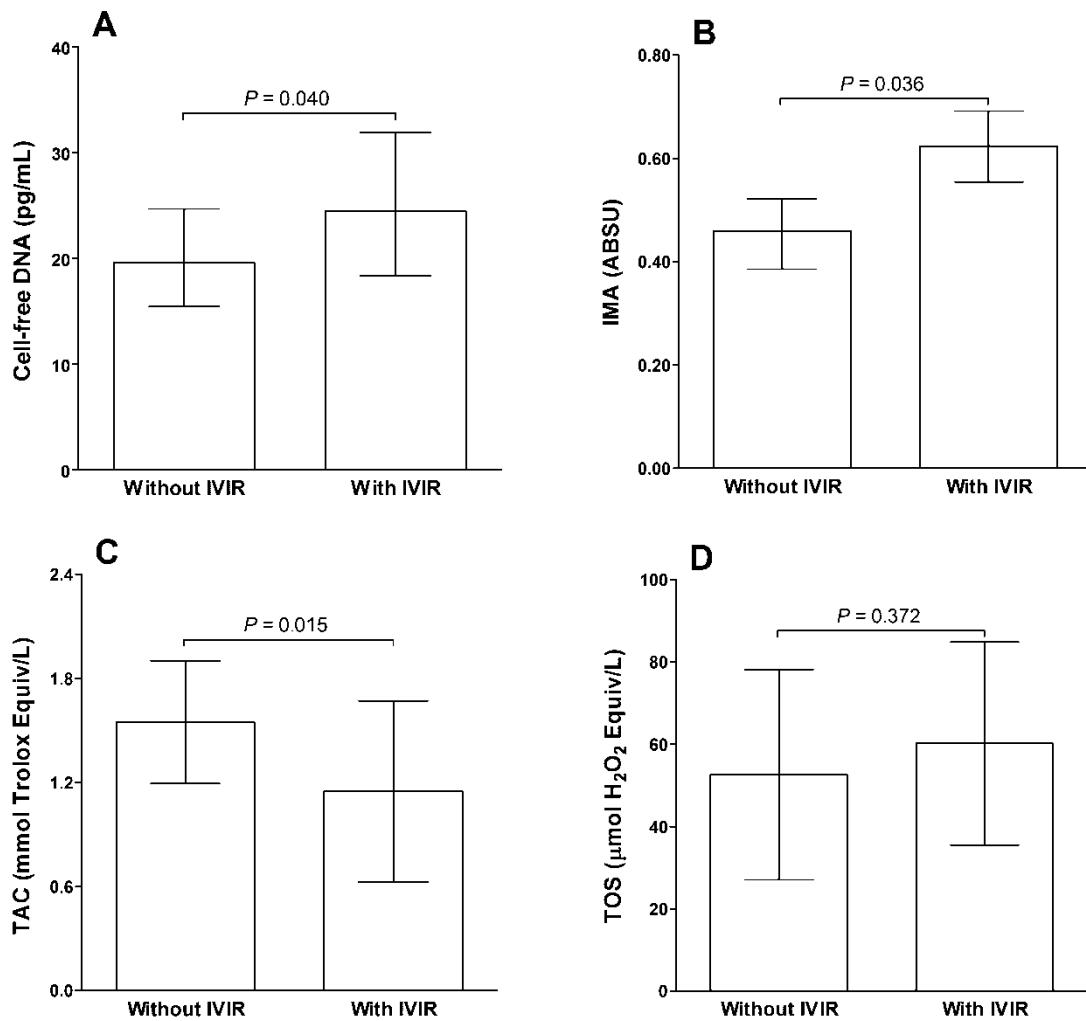 A
Cell-free DNA (pg/mL)
40
30
20
10
0
P = 0.040
Without IVIR
With IVIR
B
IMA (ABSU)
0.80
0.60
0.40
0.20
0.00
P = 0.036
Without IVIR
With IVIR
C
TAC (mmol Trolox Equiv/L)
2.4
1.8
1.2
0.6
0.0
P = 0.015
Without IVIR
With IVIR
D
TOS (μmol H₂O₂ Equiv/L)
100
80
60
40
20
0
P = 0.372
Without IVIR
With IVIR